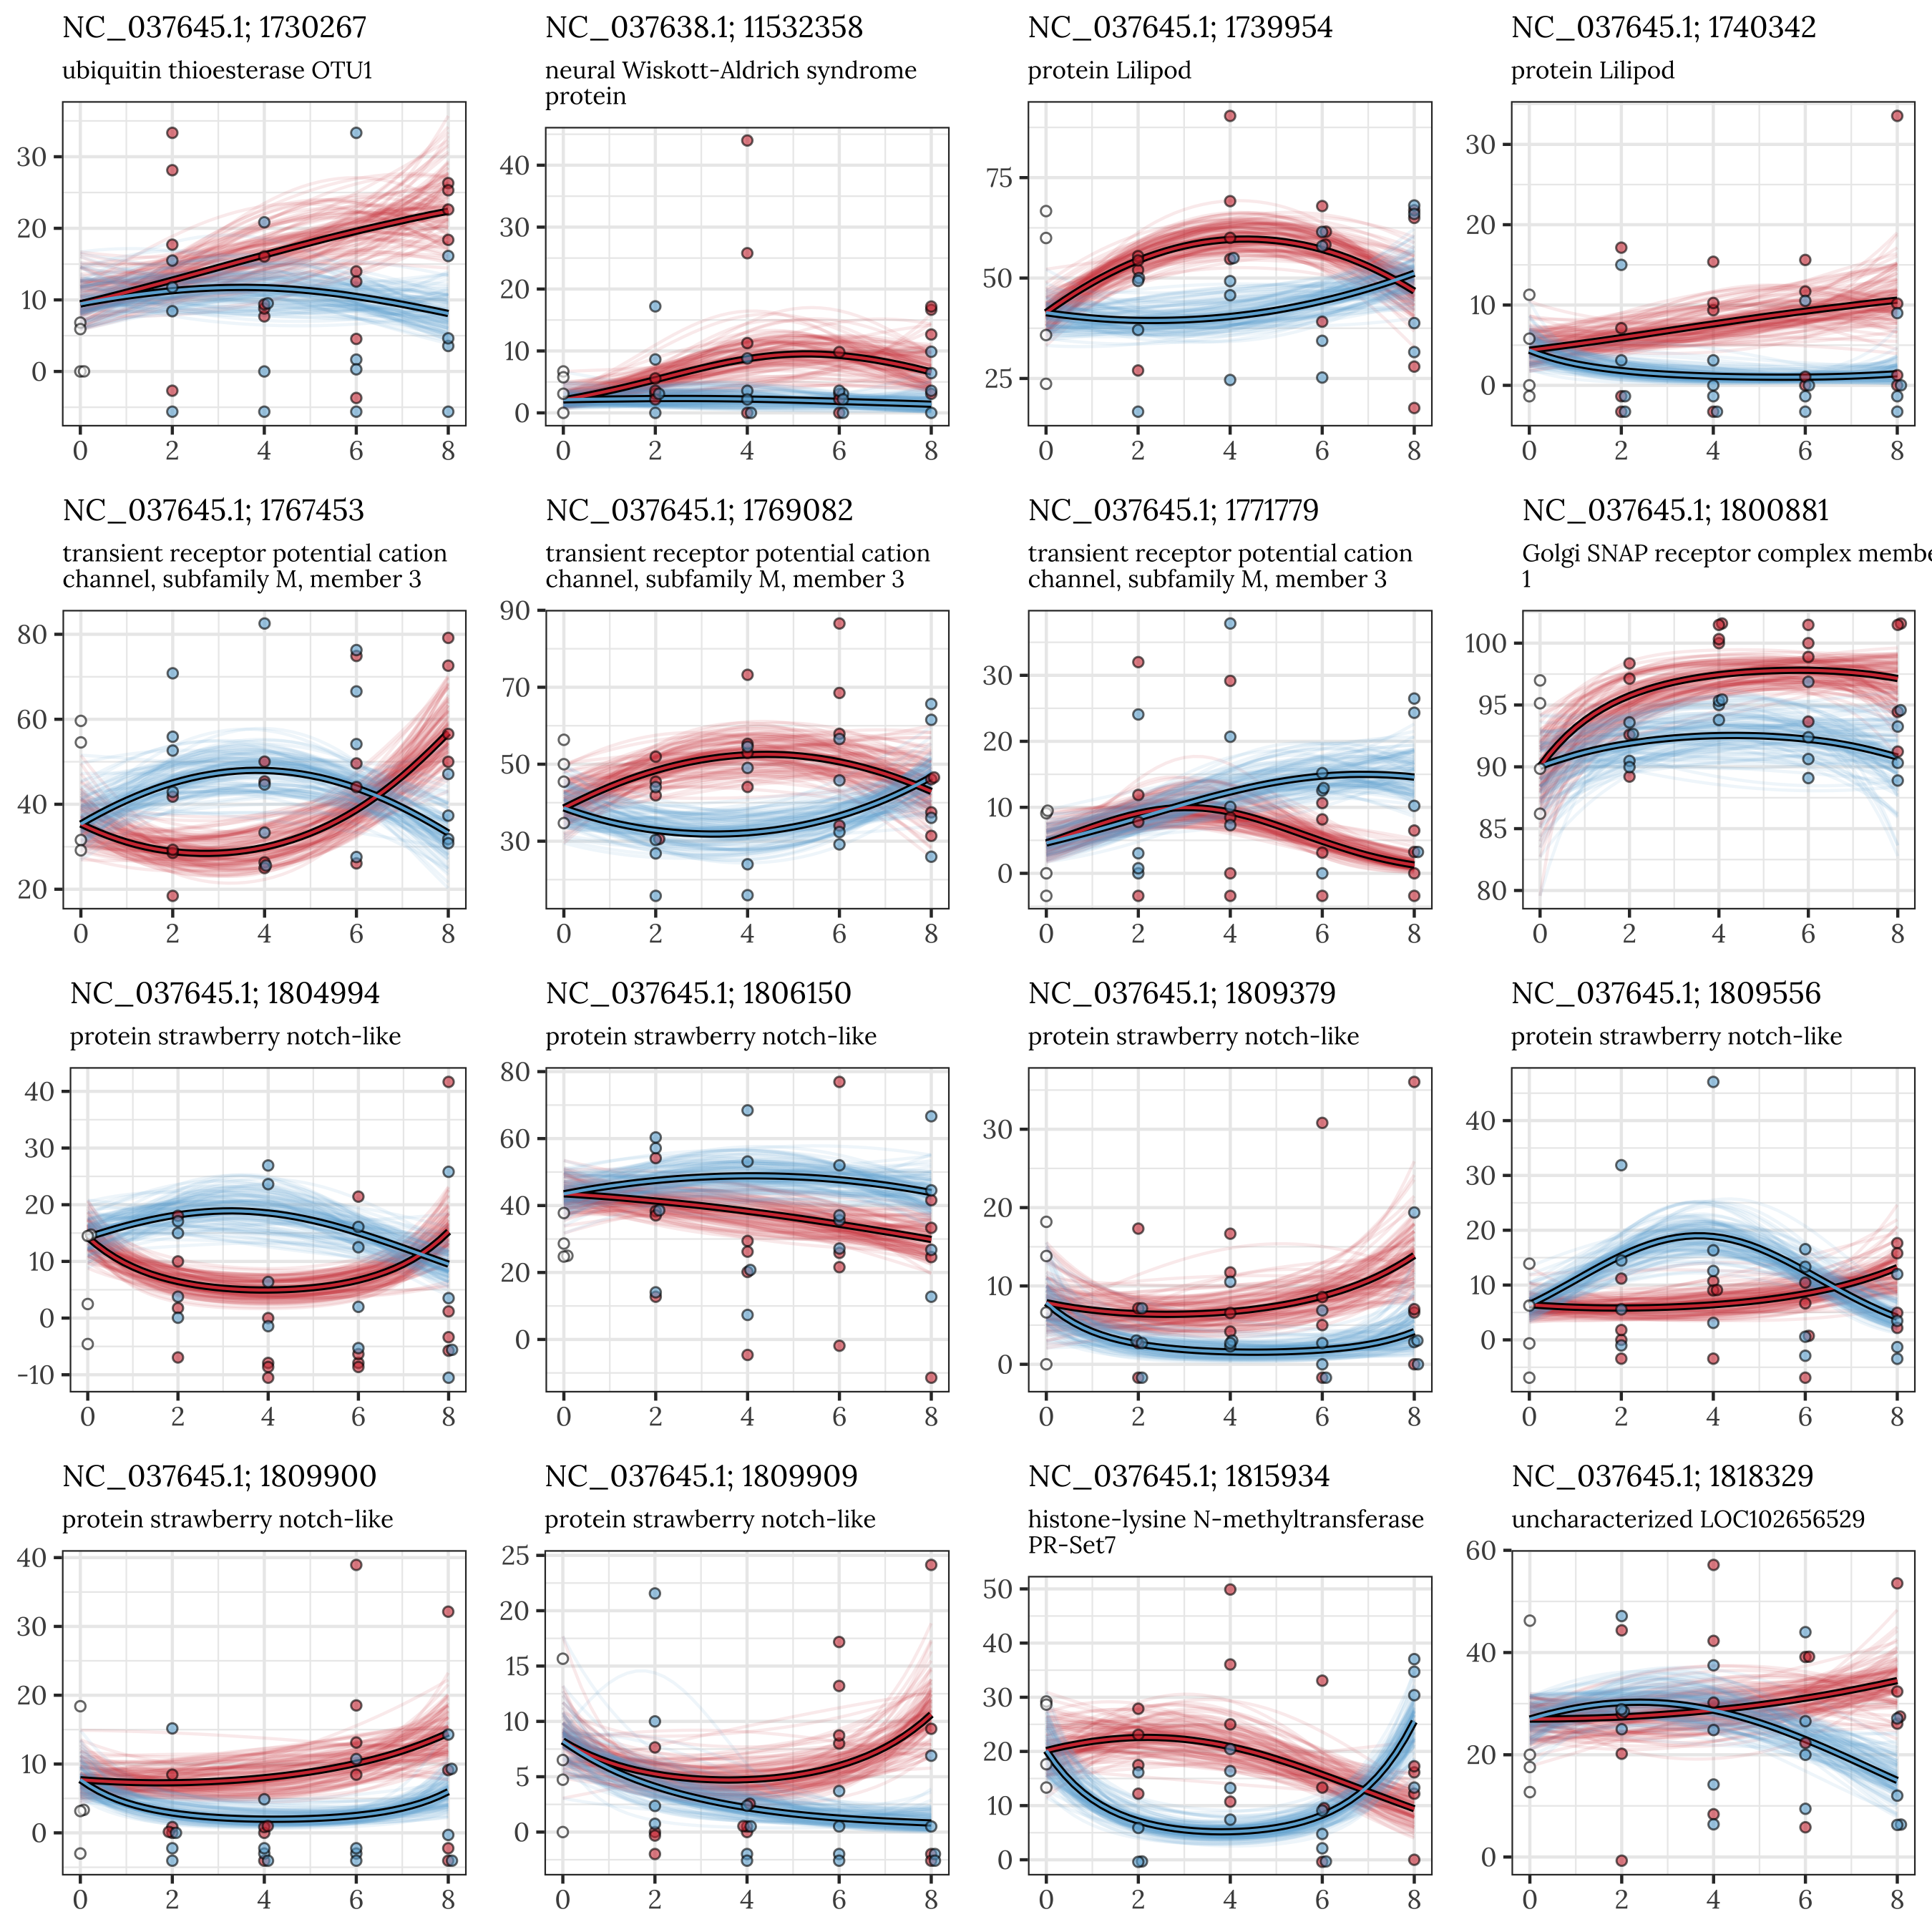 NC_037645.1; 1730267
ubiquitin thioesterase OTU1
30
20
10
0
0 2 4 6 8
NC_037638.1; 11532358
neural Wiskott-Aldrich syndrome
protein
40
30
20
10
0
0 2 4 6 8
NC_037645.1; 1739954
protein Lilipod
75
50
25
0 2 4 6 8
NC_037645.1; 1740342
protein Lilipod
30
20
10
0
0 2 4 6 8
NC_037645.1; 1767453
transient receptor potential cation
channel, subfamily M, member 3
80
60
40
20
0 2 4 6 8
NC_037645.1; 1769082
transient receptor potential cation
channel, subfamily M, member 3
90
70
50
30
0 2 4 6 8
NC_037645.1; 1771779
transient receptor potential cation
channel, subfamily M, member 3
30
20
10
0
0 2 4 6 8
NC_037645.1; 1800881
Golgi SNAP receptor complex membe
1
100
95
90
85
80
0 2 4 6 8
NC_037645.1; 1804994
protein strawberry notch-like
40
30
20
10
0
-10
0 2 4 6 8
NC_037645.1; 1806150
protein strawberry notch-like
80
60
40
20
0
0 2 4 6 8
NC_037645.1; 1809379
protein strawberry notch-like
30
20
10
0
0 2 4 6 8
NC_037645.1; 1809556
protein strawberry notch-like
40
30
20
10
0
0 2 4 6 8
NC_037645.1; 1809900
protein strawberry notch-like
40
30
20
10
0
0 2 4 6 8
NC_037645.1; 1809909
protein strawberry notch-like
25
20
15
10
5
0
0 2 4 6 8
NC_037645.1; 1815934
histone-lysine N-methyltransferase
PR-Set7
50
40
30
20
10
0
0 2 4 6 8
NC_037645.1; 1818329
uncharacterized LOC102656529
60
40
20
0
0 2 4 6 8